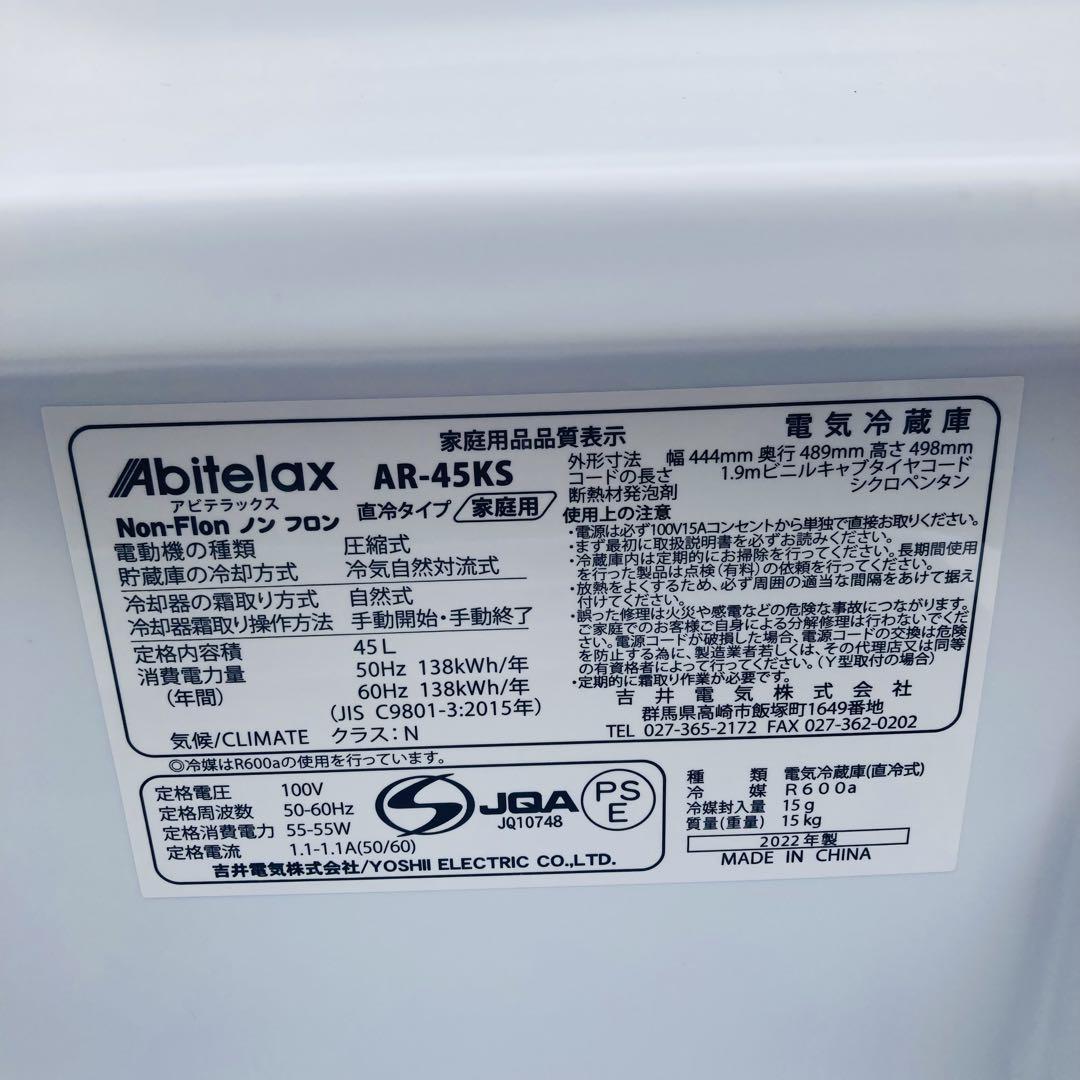 家庭用品品質表示
電気冷蔵庫
Abitelax
アビテラックス
AR-45KS
Non-Flon ノン フロン
直冷タイプ 家庭用
電動機の種類 圧縮式
貯蔵庫の冷却方式 冷気自然対流式
冷却器の霜取り方式 自然式
冷却器霜取り操作方法 手動開始・手動終了
定格内容積 45L
消費電力量 50Hz 138kWh/年
(年間) 60Hz 138kWh/年
(JIS C9801-3:2015年)
気候/CLIMATE クラス:N
外形寸法 幅 444mm 奥行 489mm 高さ 498mm
コードの長さ 1.9mビニルキャブタイヤコード
断熱材発泡剤 シクロペンタン
使用上の注意
・電源は必ず100V15Aコンセントから単独で直接お取りください。
・まず最初に取扱説明書を必ずお読みください。
・冷蔵庫内は定期的にお掃除を行ってください。長期間使用
を行った製品は点検(有料)の依頼を行ってください。
・放熱をよくするため、必ず周囲の適当な間隔をあけて据え
付けてください。
・誤った修理は火災や感電などの危険な事故につながります。
ご家庭でのお客様ご自身による分解修理は行わないでくだ
さい。電源コードが破損した場合、電源コードの交換は危険
を防止する為に、製造業者若しくは、その代理店又は同等
の有資格者によって行ってください。(Y型取付の場合)
・定期的に霜取り作業が必要です。
吉井電気株式会社
群馬県高崎市飯塚町1649番地
TEL 027-365-2172 FAX 027-362-0202
◎冷媒はR600aの使用を行っています。
定格電圧 100V
定格周波数 50-60Hz
定格消費電力 55-55W
定格電流 1.1-1.1A(50/60)
S JQA
JQ10748
PS
E
吉井電気株式会社/YOSHII ELECTRIC CO.,LTD.
種類 電気冷蔵庫(直冷式)
冷媒 R600a
冷媒封入量 15g
質量(重量) 15kg
2022年製
MADE IN CHINA